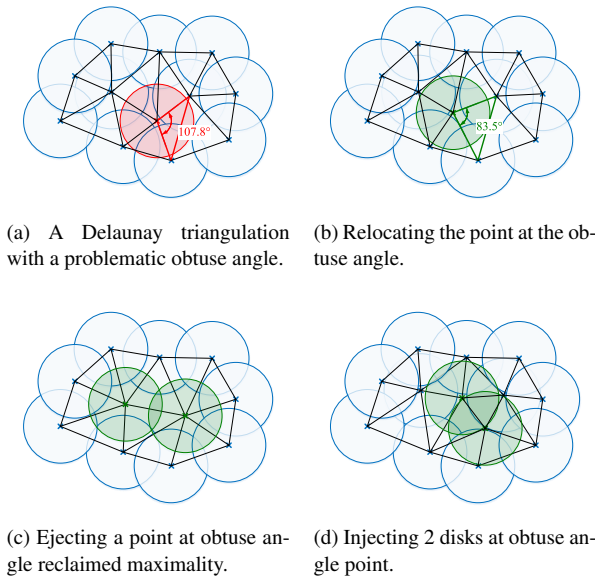 107.8°
83.5°
(a) A Delaunay triangulation
with a problematic obtuse angle.
(b) Relocating the point at the ob-
tuse angle.
(c) Ejecting a point at obtuse an-
gle reclaimed maximality.
(d) Injecting 2 disks at obtuse an-
gle point.